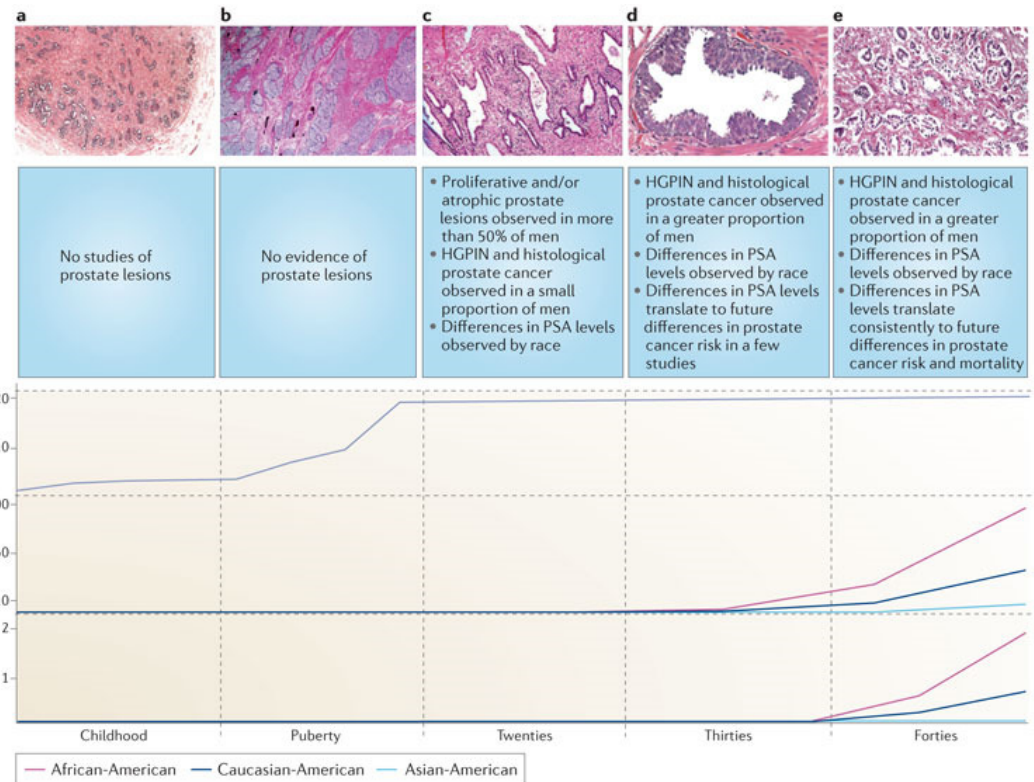 a
b
c
d
e
No studies of
prostate lesions
No evidence of
prostate lesions
• Proliferative and/or
atrophic prostate
lesions observed in more
than 50% of men
• HGPIN and histological
prostate cancer
observed in a small
proportion of men
• Differences in PSA levels
observed by race
• HGPIN and histological
prostate cancer observed
in a greater proportion
of men
• Differences in PSA
levels observed by race
• Differences in PSA levels
translate to future
differences in prostate
cancer risk in a few
studies
• HGPIN and histological
prostate cancer
observed in a greater
proportion of men
• Differences in PSA
levels observed by race
• Differences in PSA
levels translate
consistently to future
differences in prostate
cancer risk and mortality
20
0
00
50
0
2
1
Childhood
Puberty
Twenties
Thirties
Forties
African-American
Caucasian-American
Asian-American